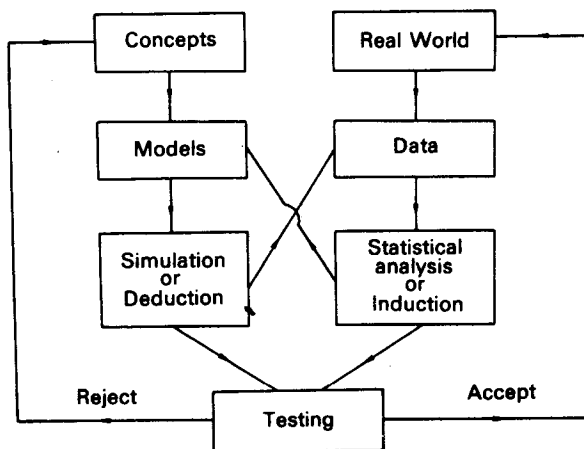 Concepts
Real World
Models
Data
Simulation
or
Deduction
Statistical
analysis
or
Induction
Reject
Accept
Testing